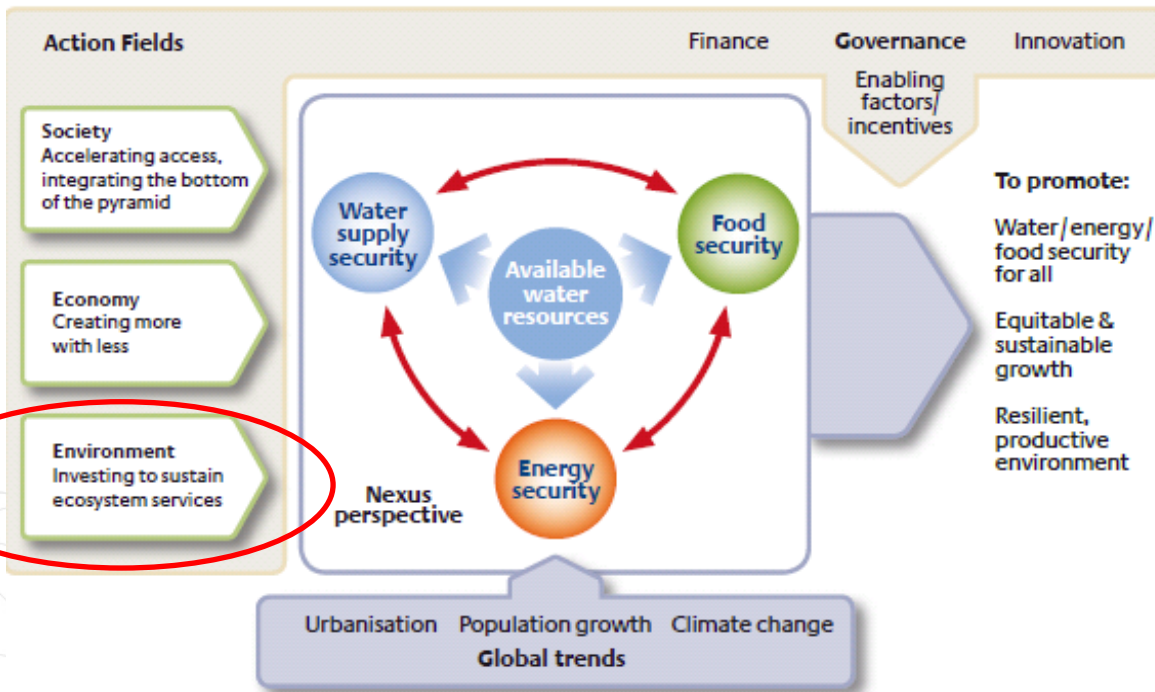 Action Fields
Finance Governance Innovation
Enabling
factors/
incentives
Society
Accelerating access,
integrating the bottom
of the pyramid
Economy
Creating more
with less
Environment
Investing to sustain
ecosystem services
Water
supply
security
Food
security
Available
water
resources
Energy
security
Nexus
perspective
To promote:
Water/energy/
food security
for all
Equitable &
sustainable
growth
Resilient,
productive
environment
Urbanisation Population growth Climate change
Global trends